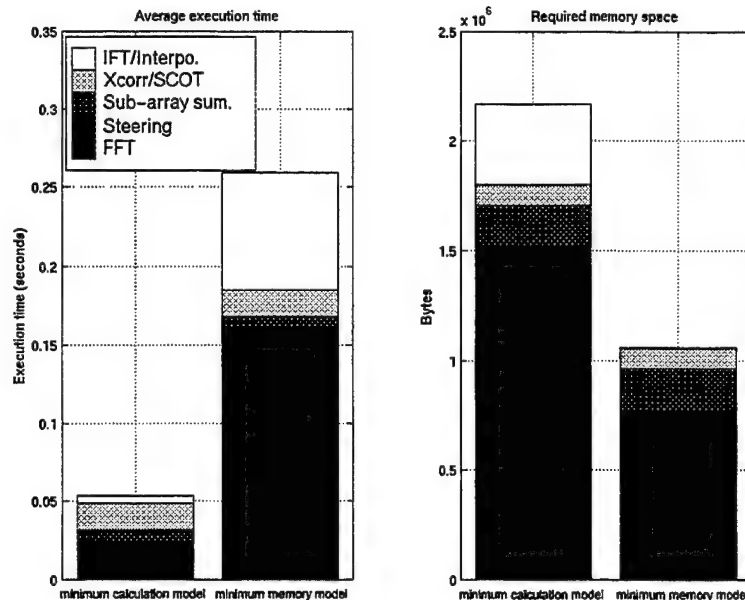 Average execution time
0.35
0.3
0.25
0.2
0.15
0.1
0.05
0
Execution time (seconds)
IFT/Interpo.
Xcorr/SCOT
Sub-array sum.
Steering
FFT
minimum calculation model
minimum memory model
Required memory space
x 10^6
2.5
2
1.5
1
0.5
0
Bytes
minimum calculation model
minimum memory model